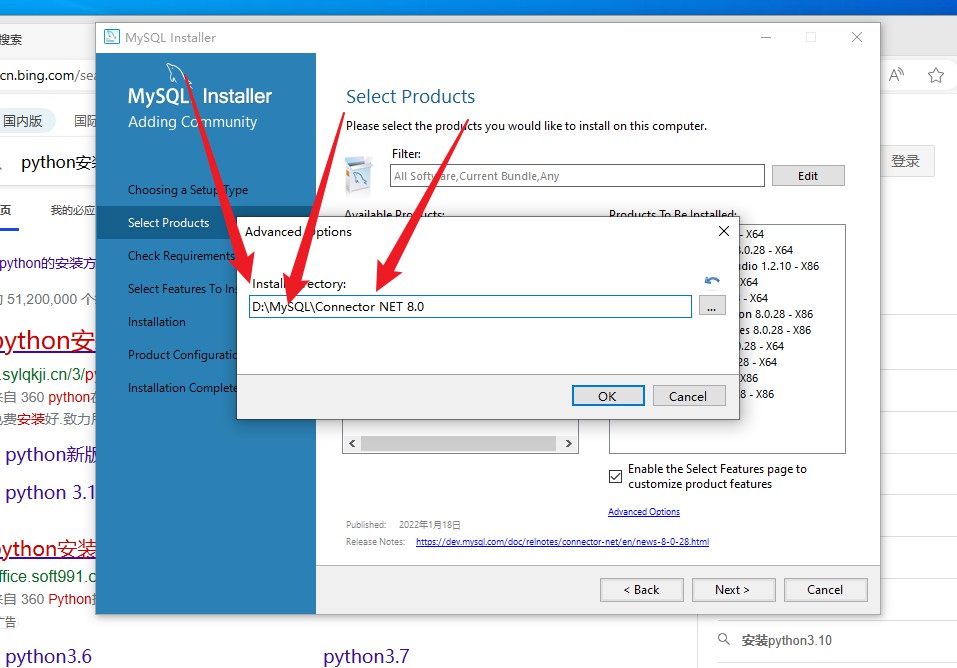 搜索
MySQL Installer
cn.bing.com/sea
国内版
国际
python安装
登录
页
我的必应
MySQL Installer
Adding Community
Choosing a Setup Type
Select Products
Check Requirements
Select Features To Ins
Installation
Product Configuratio
Installation Complete
Select Products
Please select the products you would like to install on this computer.
Filter:
All Software,Current Bundle,Any
Edit
Available Products:
Products To Be Installed:
Advanced Options
Install Directory:
D:\MySQL\Connector NET 8.0
...
OK
Cancel
- X64
8.0.28 - X64
dio 1.2.10 - X86
X64
- X64
on 8.0.28 - X86
es 8.0.28 - X86
.28 - X64
28 - X64
X86
8 - X86
Enable the Select Features page to
customize product features
Advanced Options
Published: 2022年1月18日
Release Notes: https://dev.mysql.com/doc/relnotes/connector-net/en/news-8-0-28.html
< Back
Next >
Cancel
python的安装方
51,200,000 个
python安
.sylqkji.cn/3/py
来自 360 python在
免费安装好.致力
python新版
python 3.1
python安装
ffice.soft991.c
来自 360 Python
广告
python3.6
python3.7
安装python3.10